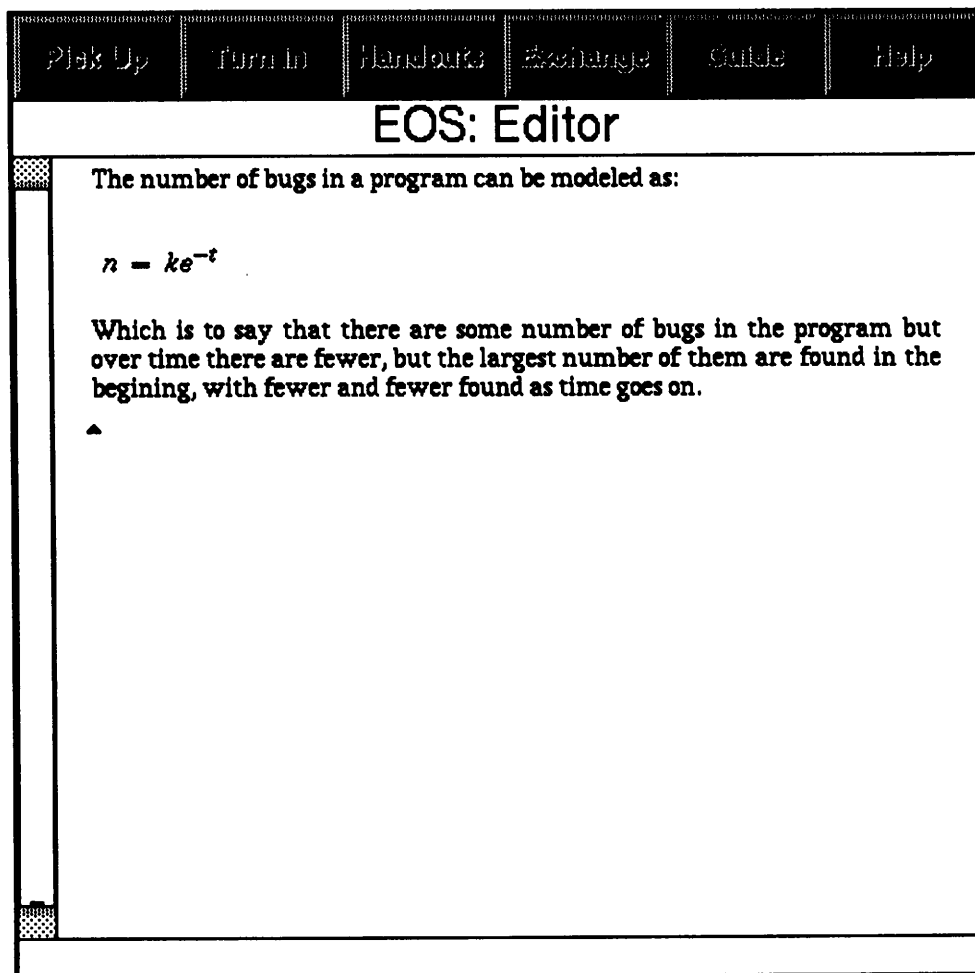 Pick Up Turn In Handouts Exchange Guide Help
EOS: Editor
The number of bugs in a program can be modeled as:
n = ke^{-t}
Which is to say that there are some number of bugs in the program but
over time there are fewer, but the largest number of them are found in the
begining, with fewer and fewer found as time goes on.